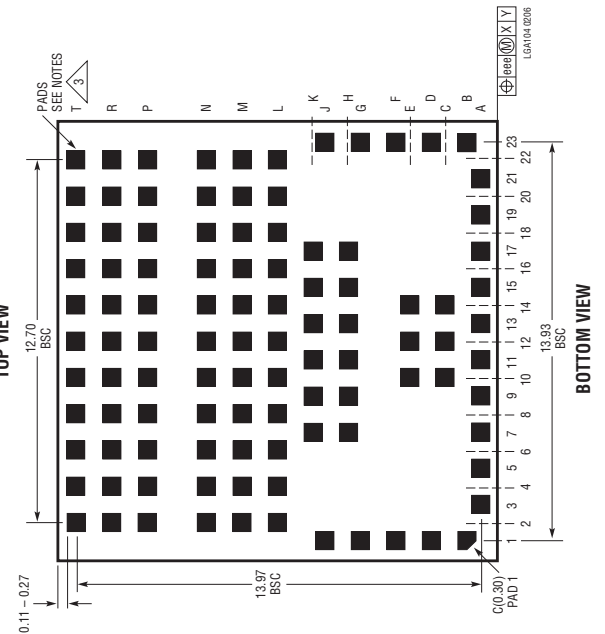 TOP VIEW
12.70
BSC
PADS
SEE NOTES
3
0.11 – 0.27
T
R
P
N
M
L
K
J
H
G
F
E
D
C
B
A
13.97
BSC
C(0.30)
PAD 1
1
2
3
4
5
6
7
8
9
10
11
12
13
14
15
16
17
18
19
20
21
22
23
13.93
BSC
BOTTOM VIEW
⌖ eee Ⓜ X Y
LGA104 0206